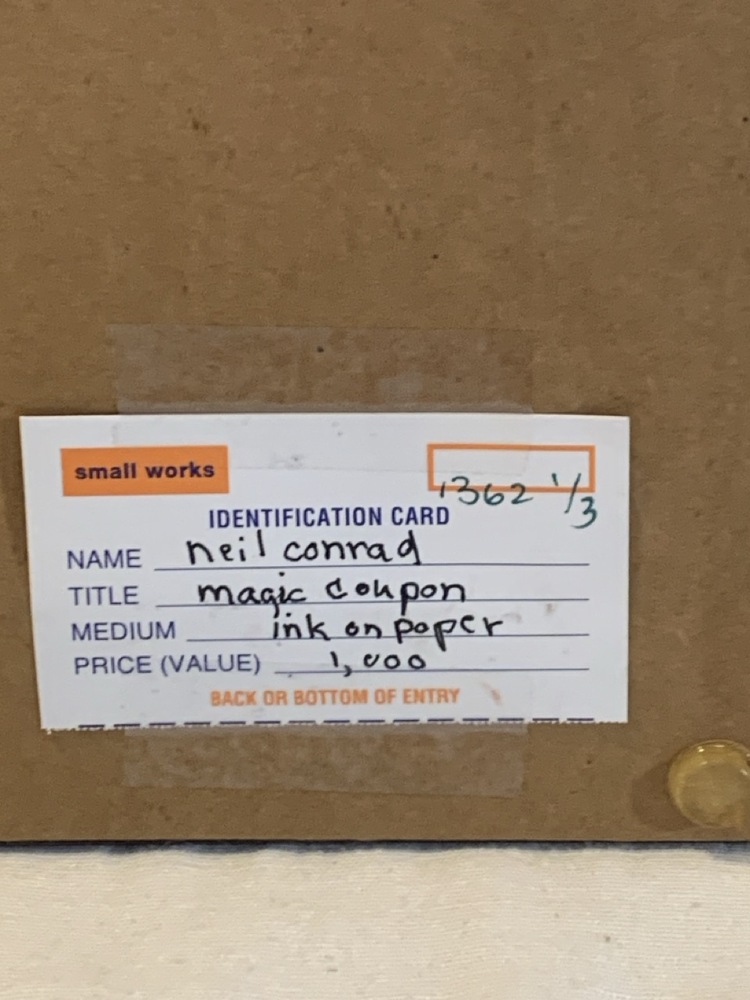 small works
1362 1/3
IDENTIFICATION CARD
NAME neil conrad
TITLE magic coupon
MEDIUM ink on paper
PRICE (VALUE) 1,000
BACK OR BOTTOM OF ENTRY